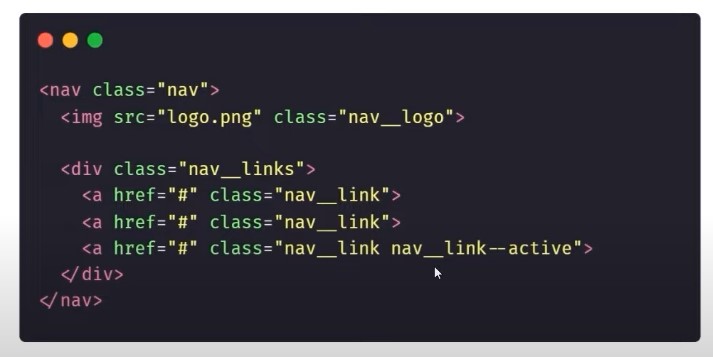 <nav class="nav">
<img src="logo.png" class="nav__logo">
<div class="nav__links">
<a href="#" class="nav__link">
<a href="#" class="nav__link">
<a href="#" class="nav__link nav__link--active">
</div>
</nav>